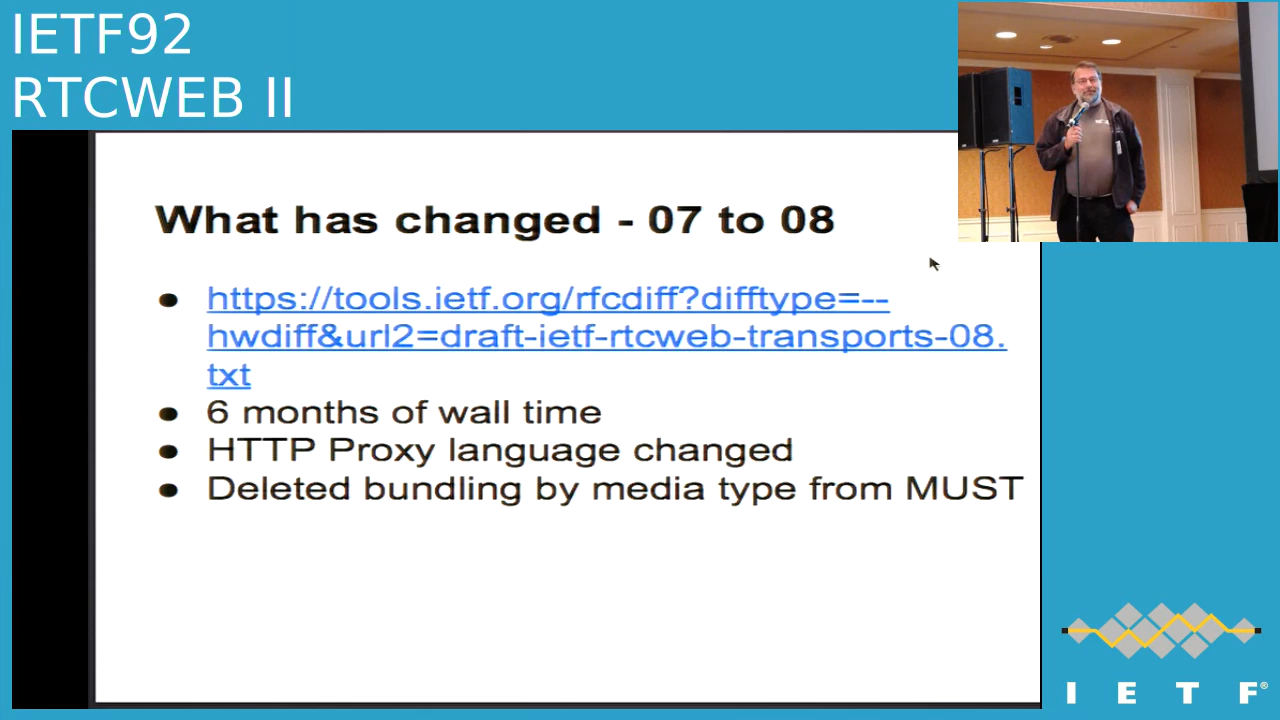 IETF92
RTCWEB II
What has changed - 07 to 08
https://tools.ietf.org/rfcdiff?difftype=--
hwdiff&url2=draft-ietf-rtcweb-transports-08.
txt
6 months of wall time
HTTP Proxy language changed
Deleted bundling by media type from MUST
I E T F®